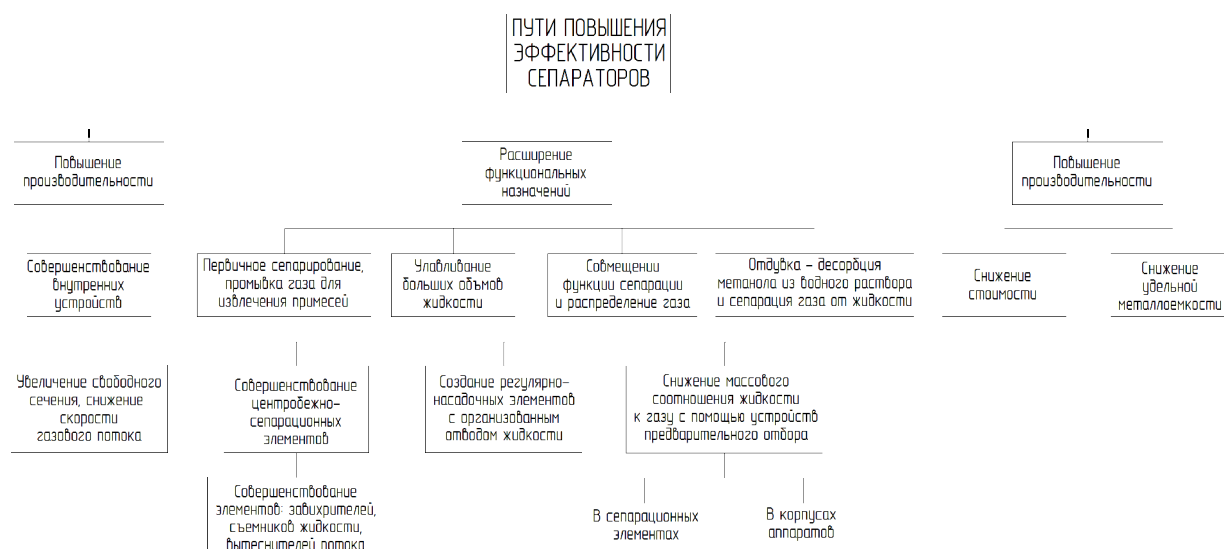 ПУТИ ПОВЫШЕНИЯ
ЭФФЕКТИВНОСТИ
СЕПАРАТОРОВ
Повышение
производительности
Расширение
функциональных
назначений
Повышение
производительности
Совершенствование
внутренних
устройств
Первичное сепарирование,
промывка газа для
извлечения примесей
Улавливание
больших объмов
жидкости
Совмещении
функции сепарации
и распределение газа
Отдувка – десорбция
метанола из водного раствора
и сепарация газа от жидкости
Снижение
стоимости
Снижение
удельной
металлоемкости
Увеличение свободного
сечения, снижение
скорости
газового потока
Совершенствование
центробежно-
сепарационных
элементов
Создание регулярно-
насадочных элементов
с организованным
отводом жидкости
Снижение массового
соотношения жидкости
к газу с помощью устройств
предварительного отбора
Совершенствование
элементов: завихрителей,
съемников жидкости,
вытеснителей потока
В сепарационных
элементах
В корпусах
аппаратов